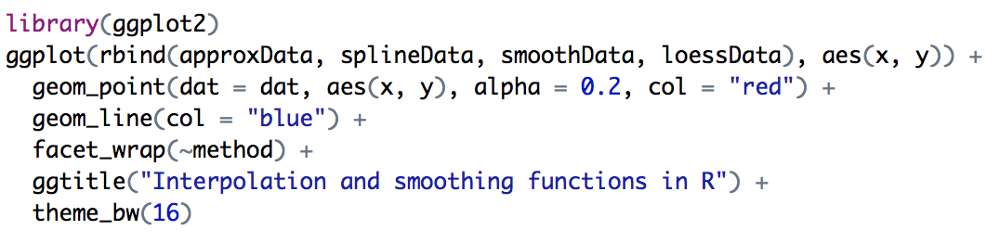 library(ggplot2)
ggplot(rbind(approxData, splineData, smoothData, loessData), aes(x, y)) +
  geom_point(dat = dat, aes(x, y), alpha = 0.2, col = "red") +
  geom_line(col = "blue") +
  facet_wrap(~method) +
  ggtitle("Interpolation and smoothing functions in R") +
  theme_bw(16)